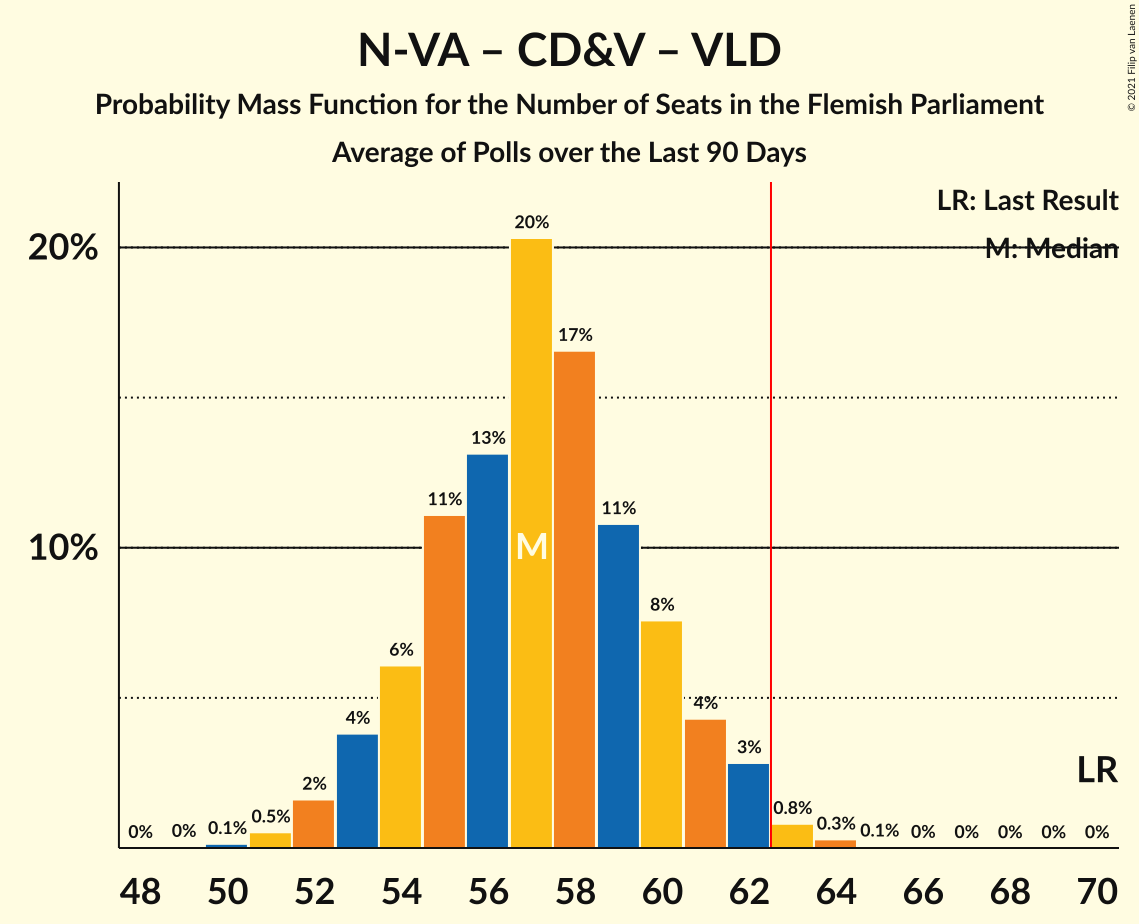 N-VA – CD&V – VLD
Probability Mass Function for the Number of Seats in the Flemish Parliament
Average of Polls over the Last 90 Days
© 2021 Filip van Laenen
LR: Last Result
M: Median
20%
10%
0%
0%
0.1%
0.5%
2%
4%
6%
11%
13%
20%
17%
11%
8%
4%
3%
0.8%
0.3%
0.1%
0%
0%
0%
0%
0%
M
LR
48 50 52 54 56 58 60 62 64 66 68 70